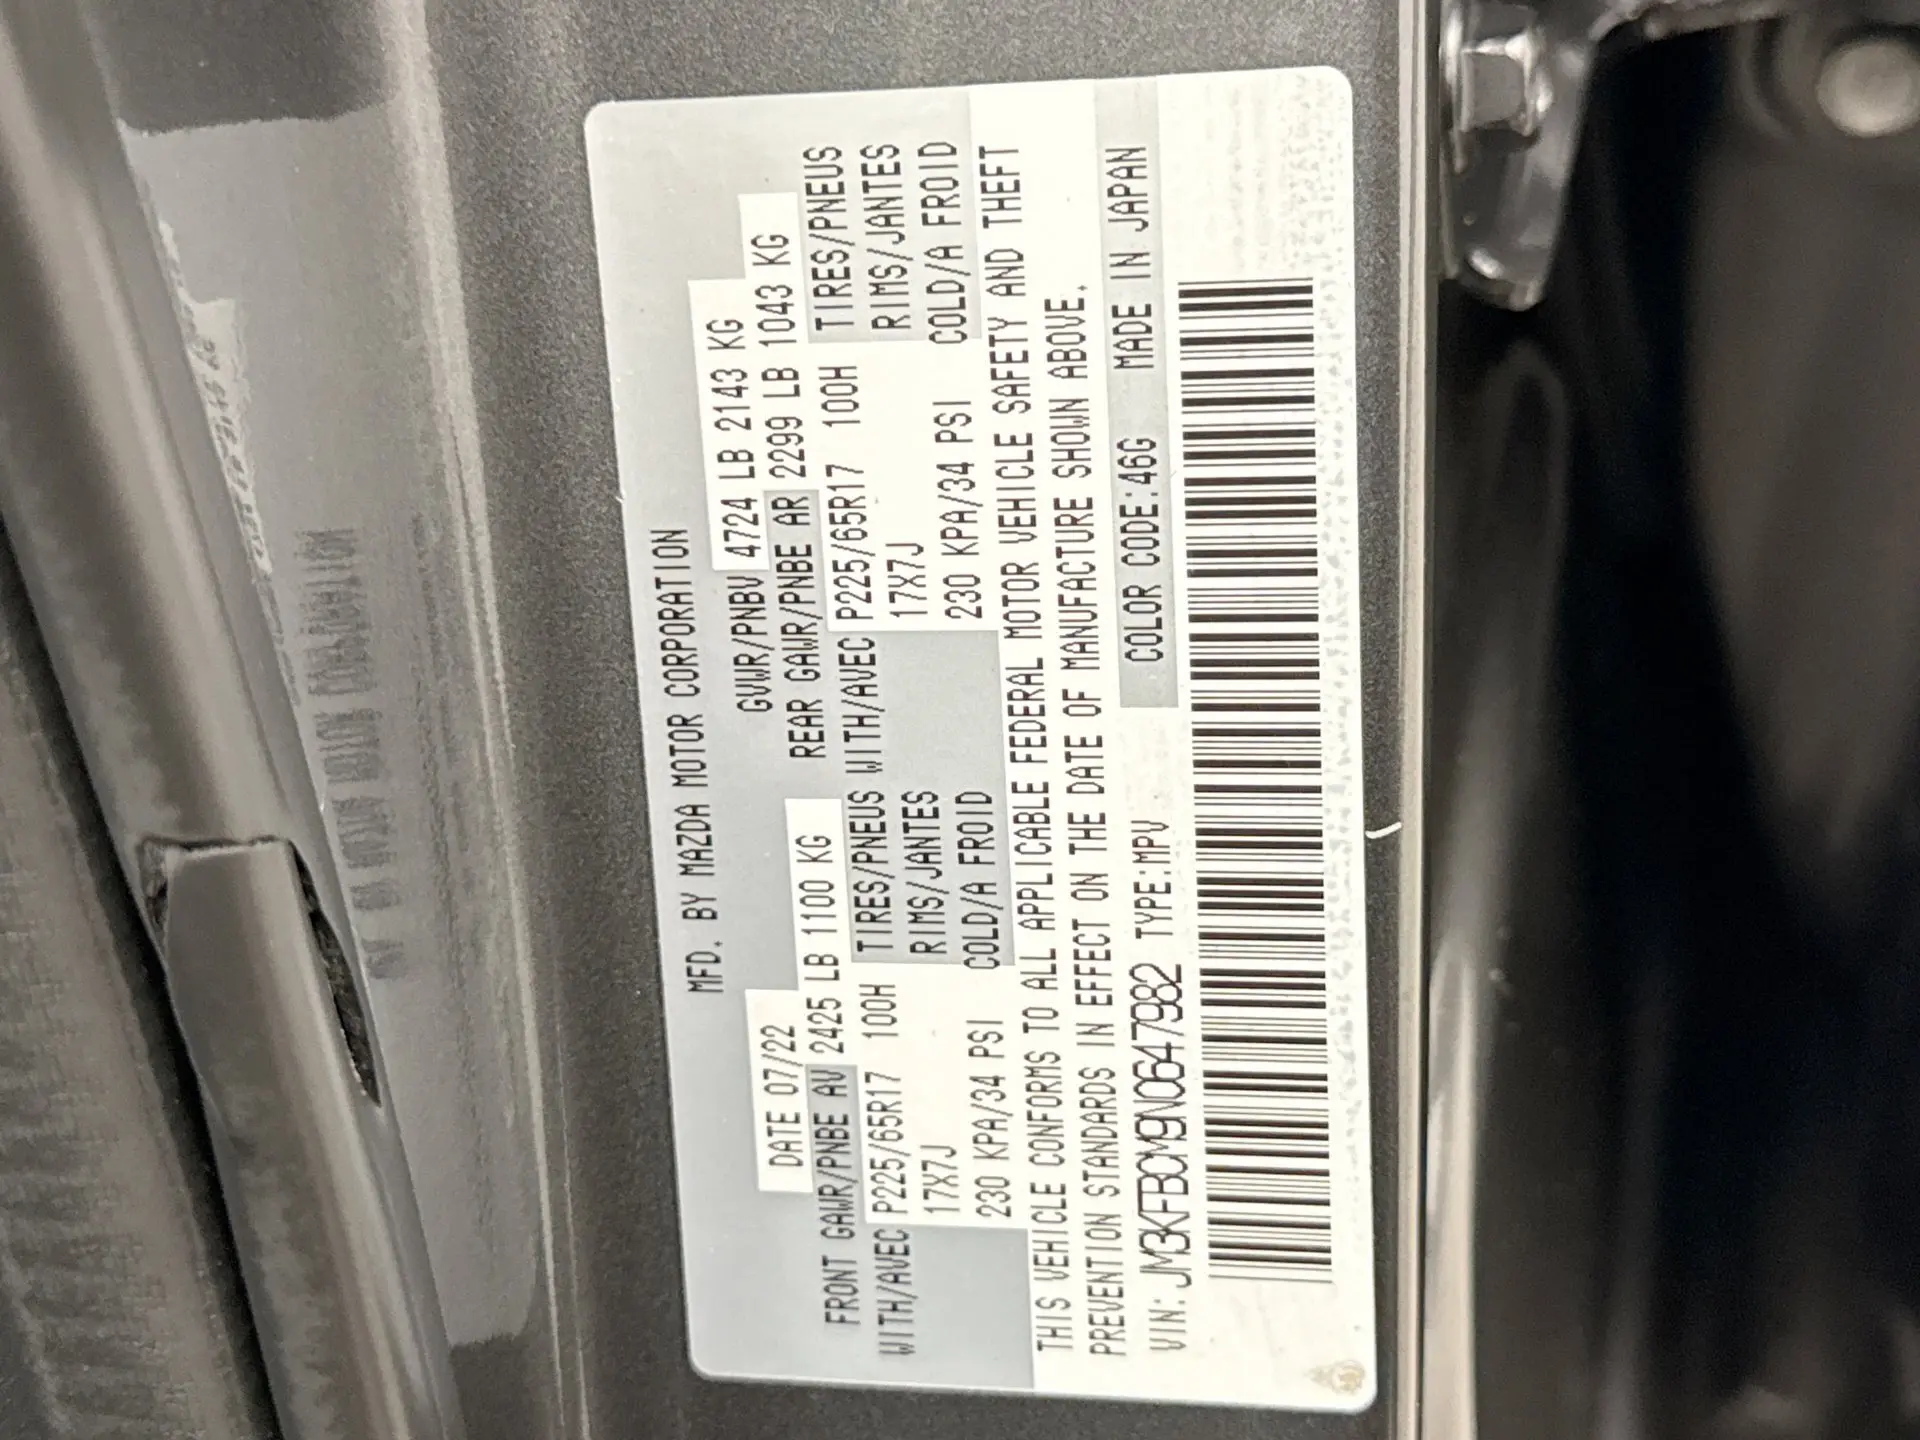 MFD. BY MAZDA MOTOR CORPORATION
DATE 07/22 GVWR/PNBV 4724 LB 2143 KG
FRONT GAWR/PNBE AV 2425 LB 1100 KG REAR GAWR/PNBE AR 2299 LB 1043 KG
WITH/AVEC P225/65R17 100H TIRES/PNEUS WITH/AVEC P225/65R17 100H TIRES/PNEUS
17X7J RIMS/JANTES 17X7J RIMS/JANTES
230 KPA/34 PSI COLD/A FROID 230 KPA/34 PSI COLD/A FROID
THIS VEHICLE CONFORMS TO ALL APPLICABLE FEDERAL MOTOR VEHICLE SAFETY AND THEFT
PREVENTION STANDARDS IN EFFECT ON THE DATE OF MANUFACTURE SHOWN ABOVE.
VIN: JM3KFBCM9N0647982 TYPE:MPV COLOR CODE:46G MADE IN JAPAN